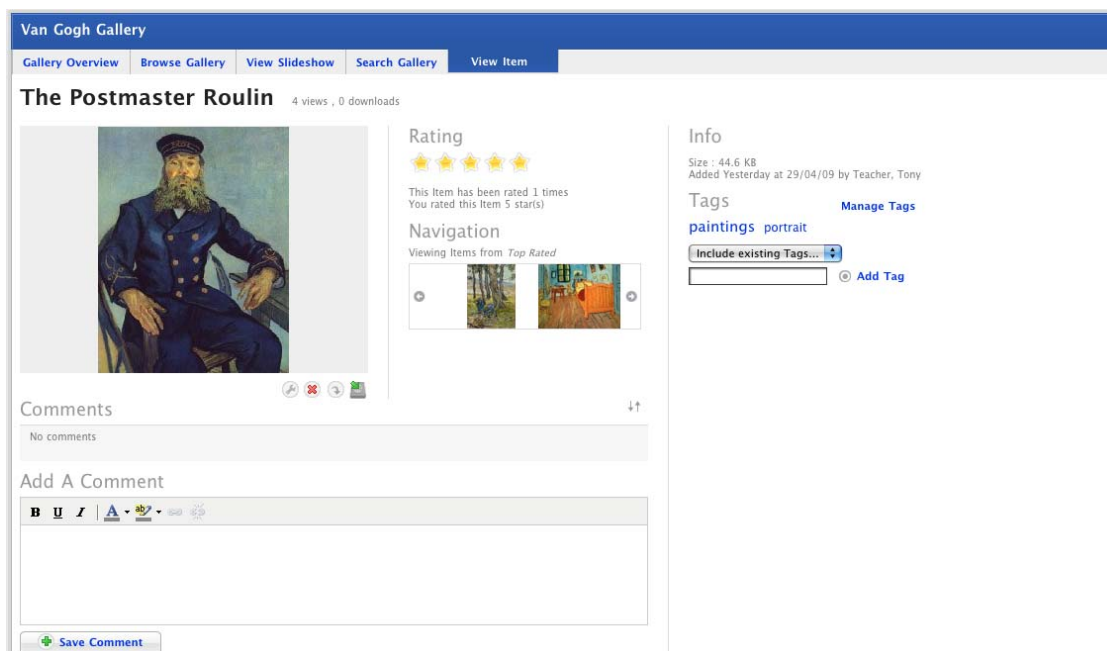 Van Gogh Gallery
Gallery Overview Browse Gallery View Slideshow Search Gallery View Item
The Postmaster Roulin 4 views , 0 downloads
Rating
This Item has been rated 1 times
You rated this Item 5 star(s)
Navigation
Viewing Items from Top Rated
Info
Size : 44.6 KB
Added Yesterday at 29/04/09 by Teacher, Tony
Tags Manage Tags
paintings portrait
Include existing Tags...
Add Tag
Comments
No comments
Add A Comment
B U I A ab
Save Comment